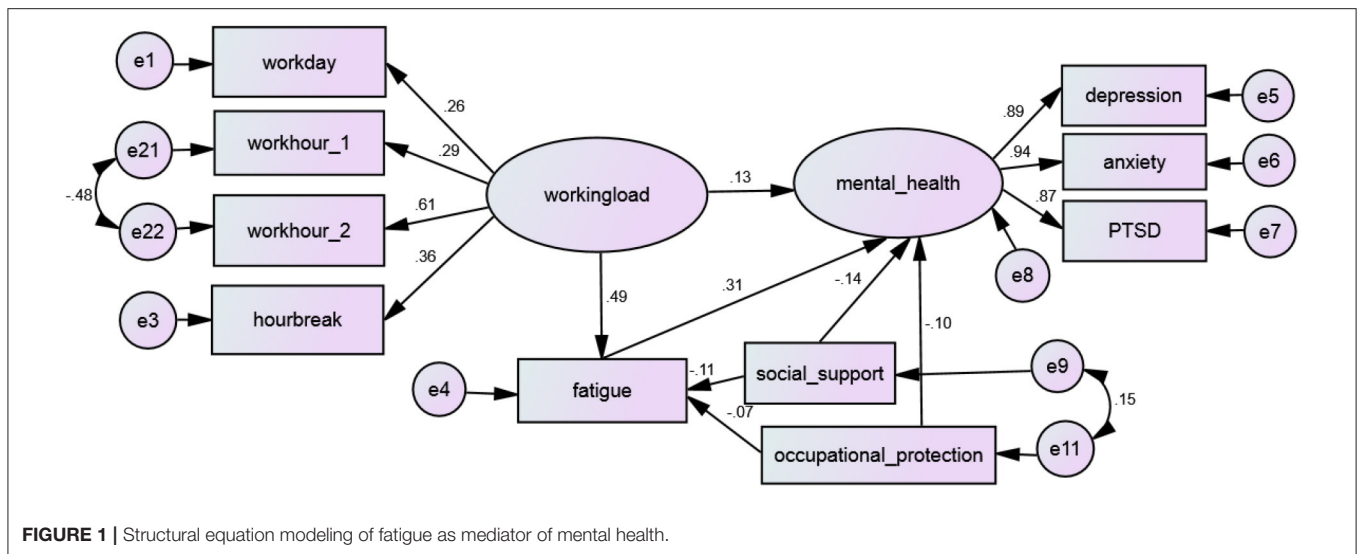 e1
workday
.26
e21
workhour_1
.29
-.48
e22
workhour_2
.61
.36
e3
hourbreak
workingload
.13
mental_health
.89
depression
e5
.94
anxiety
e6
.87
PTSD
e7
e8
.49
.31
-.14
-.10
e4
fatigue
-.11
social_support
e9
.15
-.07
occupational_protection
e11
FIGURE 1 | Structural equation modeling of fatigue as mediator of mental health.